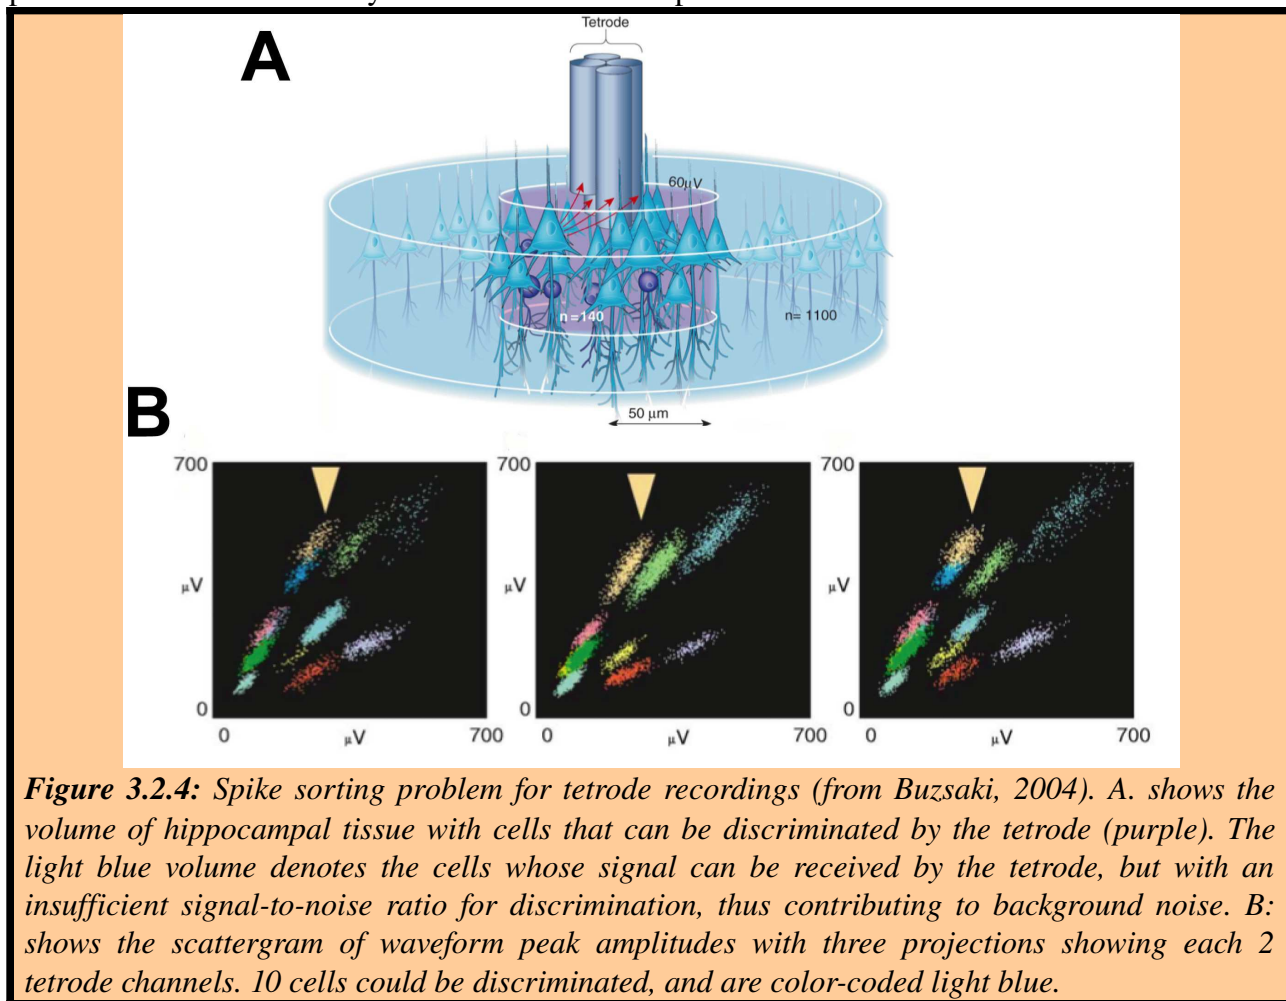 Tetrode
A
60μV
n=140
n= 1100
50 μm
B
700
μV
0
0
μV
700
700
μV
0
0
μV
700
700
μV
0
0
μV
700
Figure 3.2.4: Spike sorting problem for tetrode recordings (from Buzsaki, 2004). A. shows the
volume of hippocampal tissue with cells that can be discriminated by the tetrode (purple). The
light blue volume denotes the cells whose signal can be received by the tetrode, but with an
insufficient signal-to-noise ratio for discrimination, thus contributing to background noise. B:
shows the scattergram of waveform peak amplitudes with three projections showing each 2
tetrode channels. 10 cells could be discriminated, and are color-coded light blue.